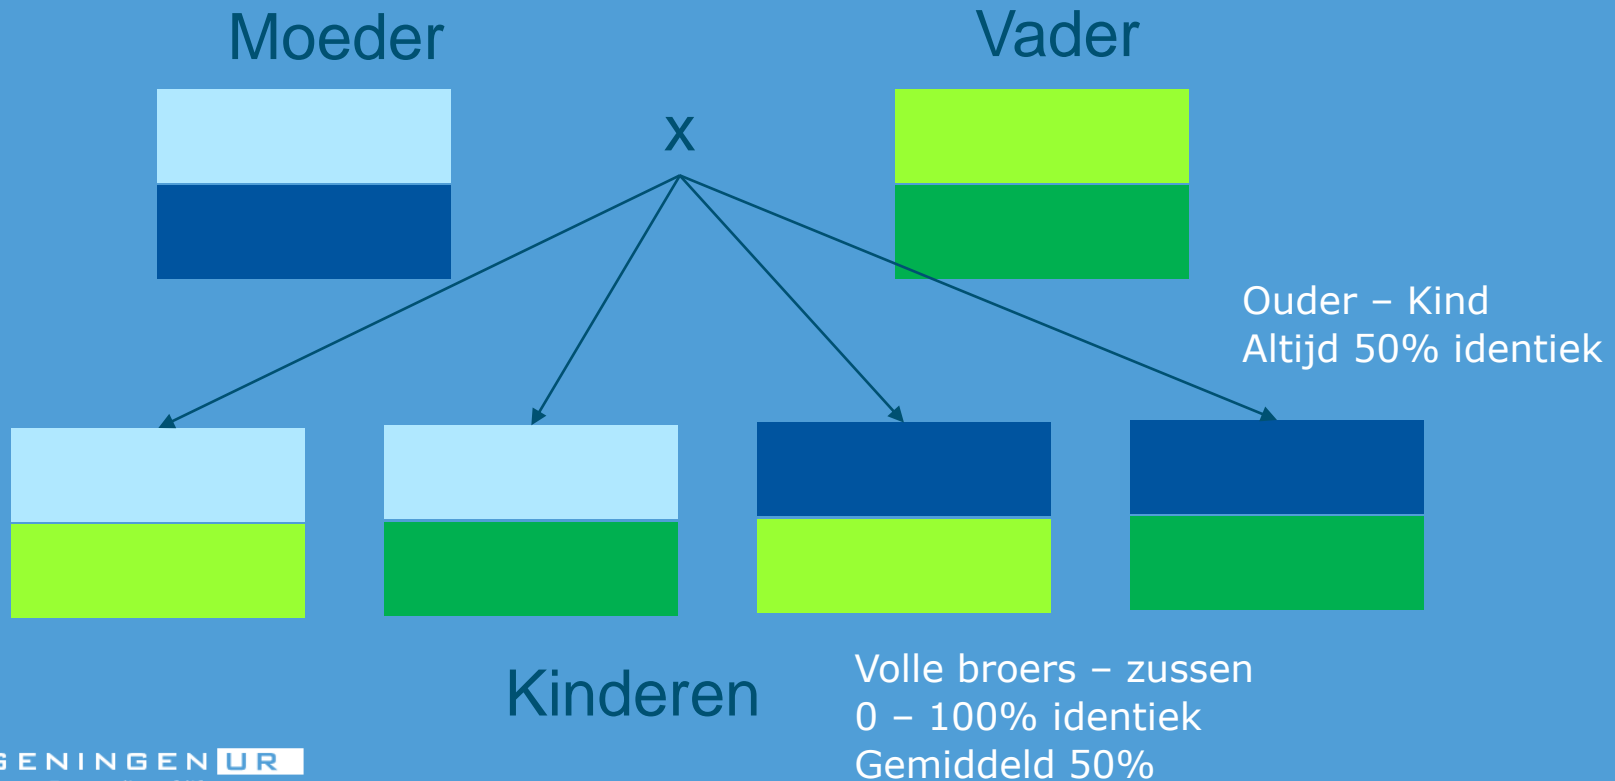 Moeder
Vader
x
Ouder – Kind
Altijd 50% identiek
Kinderen
Volle broers – zussen
0 – 100% identiek
Gemiddeld 50%
GENINGEN UR